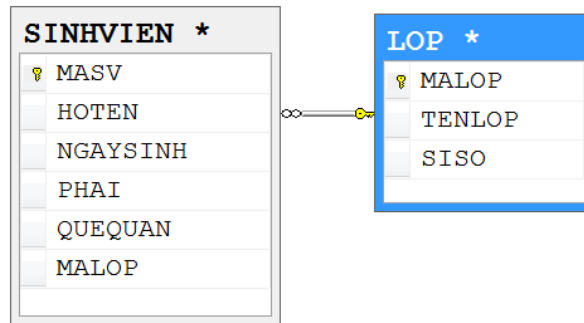 SINHVIEN *
MASV
HOTEN
NGAYSINH
PHAI
QUEQUAN
MALOP
LOP *
MALOP
TENLOP
SISO